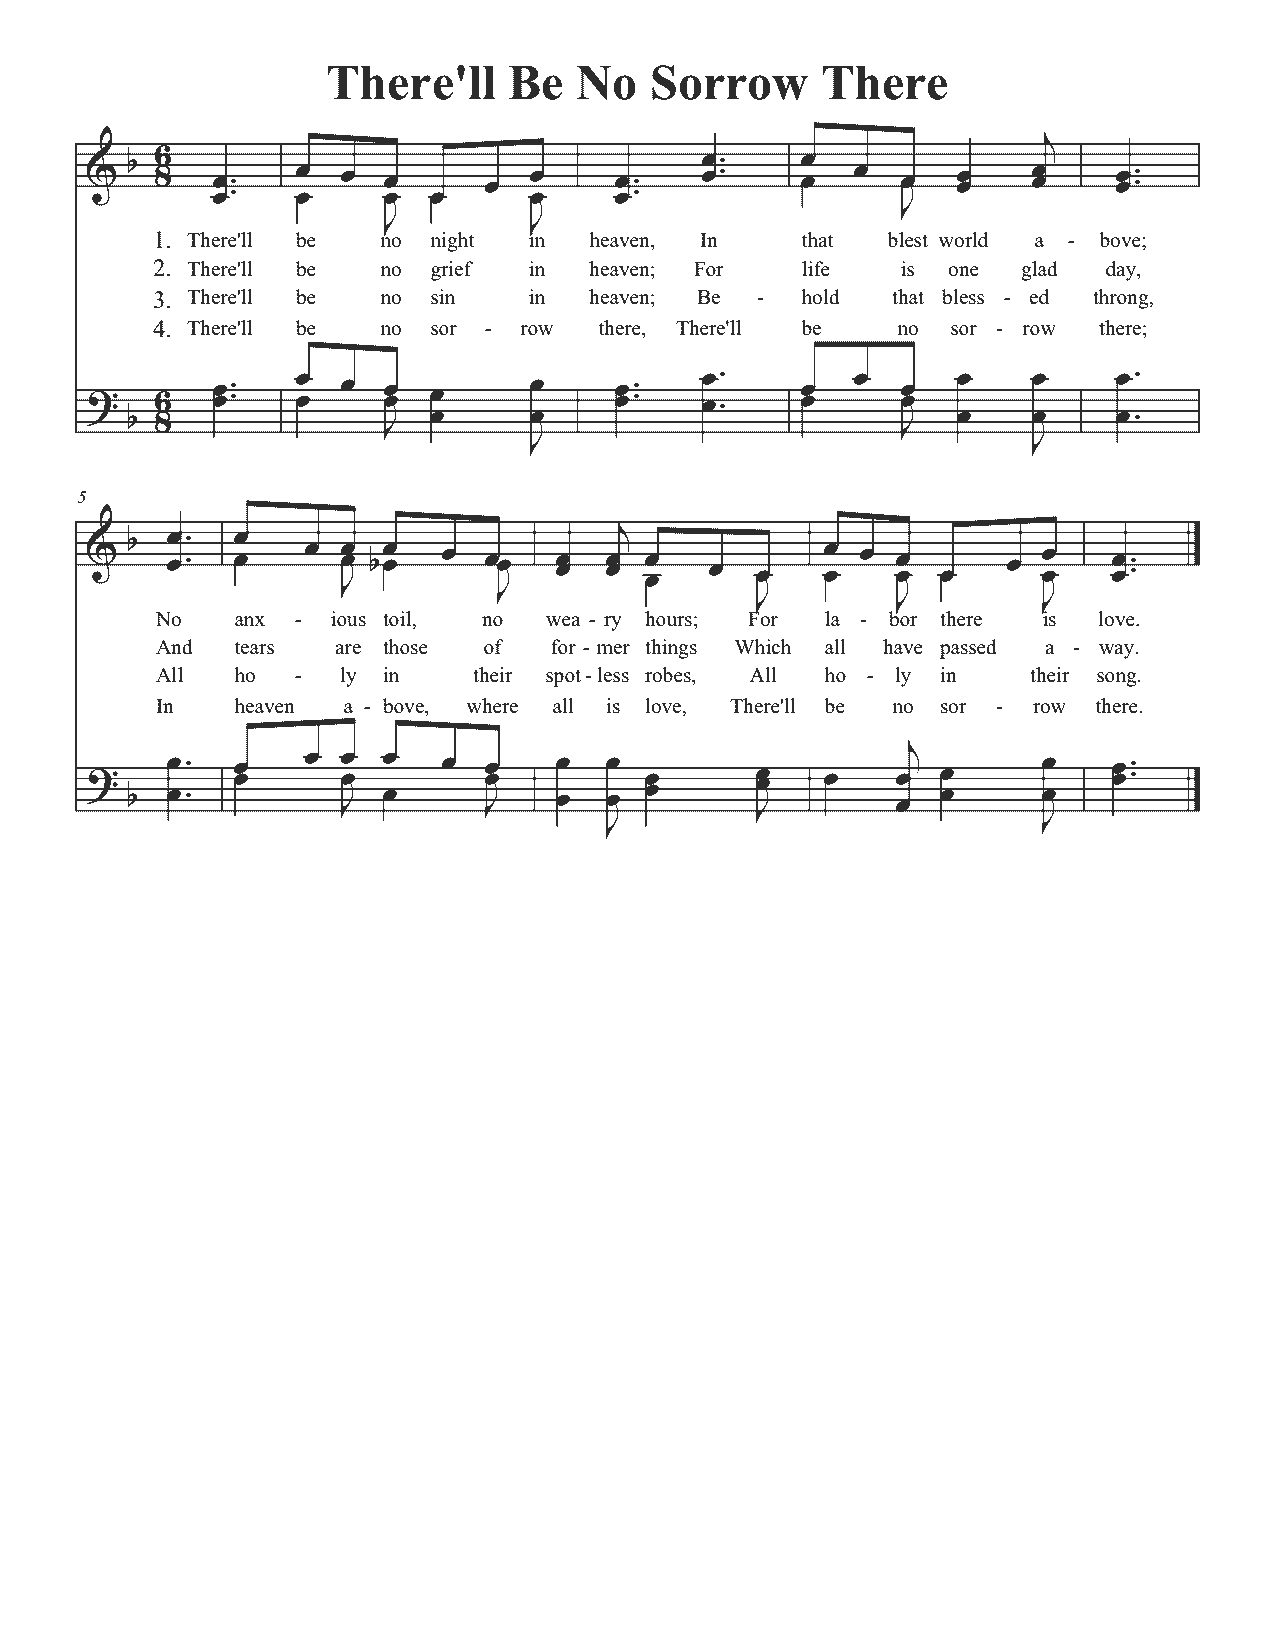 There'll Be No Sorrow There
6
8
1. There'll be no night in heaven, In that blest world a - bove;
2. There'll be no grief in heaven; For life is one glad day,
3. There'll be no sin in heaven; Be - hold that bless - ed throng,
4. There'll be no sor - row there, There'll be no sor - row there;
6
8
5
No anx - ious toil, no wea - ry hours; For la - bor there is love.
And tears are those of for - mer things Which all have passed a - way.
All ho - ly in their spot - less robes, All ho - ly in their song.
In heaven a - bove, where all is love, There'll be no sor - row there.